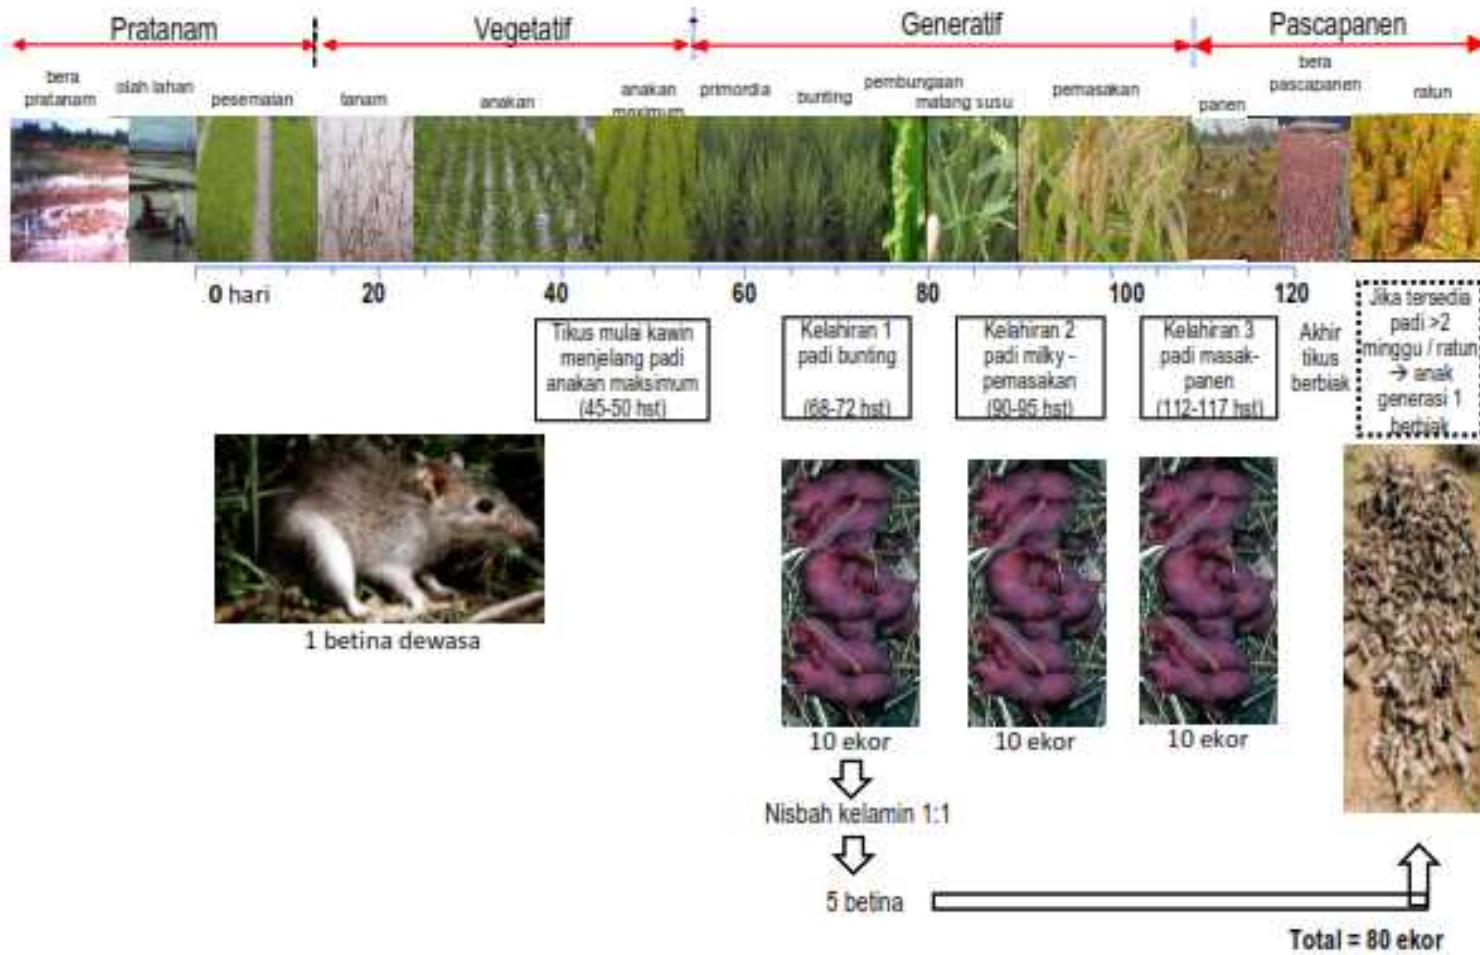 Pratanam
Vegetatif
Generatif
Pascapanen
bera
pratanam
olah lahan
pesemaian
tanam
anakan
anakan
maximum
primordia
bunting
pembungaan
matang susu
pemasakan
panen
bera
pascapanen
ratun
0 hari
20
40
60
80
100
120
Tikus mulai kawin
menjelang padi
anakan maksimum
(45-50 hst)
Kelahiran 1
padi bunting
(68-72 hst)
Kelahiran 2
padi milky -
pemasakan
(90-95 hst)
Kelahiran 3
padi masak-
panen
(112-117 hst)
Akhir
tikus
berbiak
Jika tersedia
padi >2
minggu / ratun
→ anak
generasi 1
berbiak
1 betina dewasa
10 ekor
10 ekor
10 ekor
Nisbah kelamin 1:1
5 betina
Total = 80 ekor